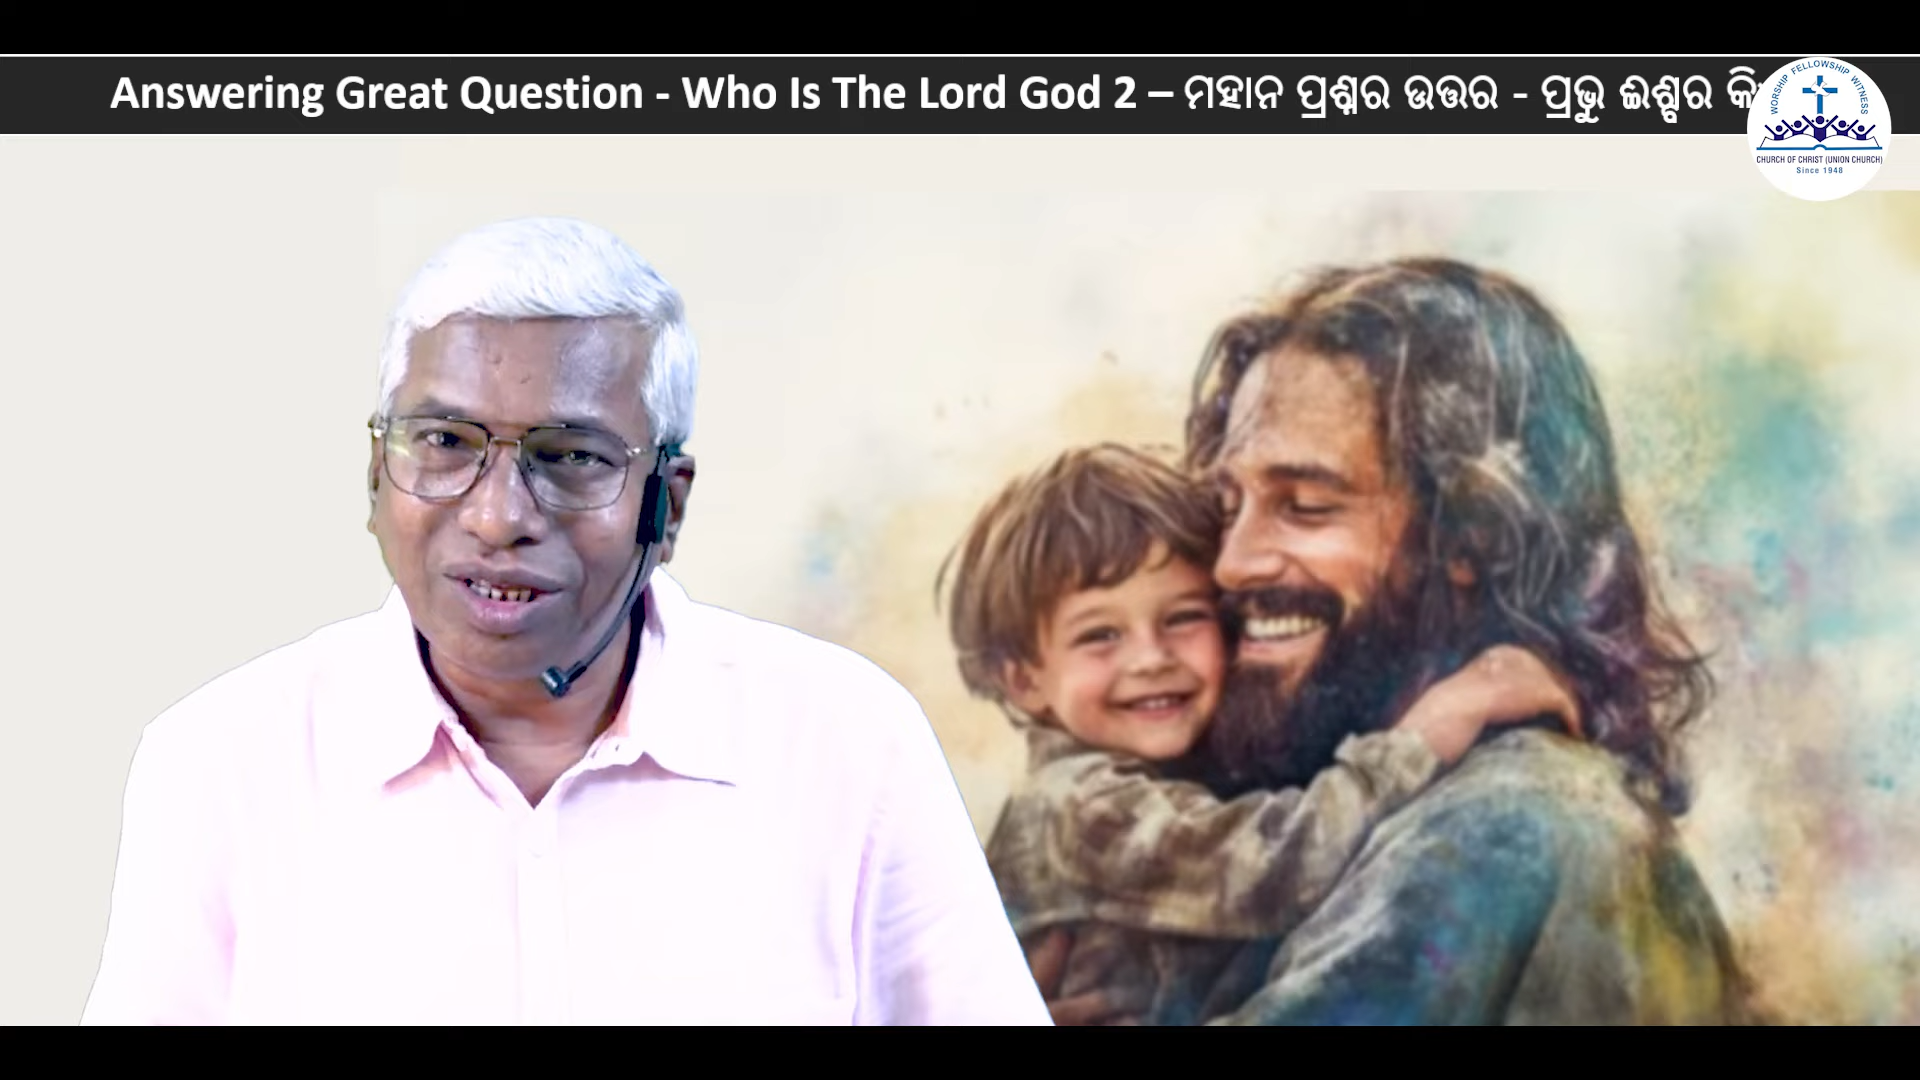 Answering Great Question - Who Is The Lord God 2 – ମହାନ ପ୍ରଶ୍ନର ଉତ୍ତର - ପ୍ରଭୁ ଈଶ୍ବର
WORSHIP FELLOWSHIP WITNESS
CHURCH OF CHRIST (UNION CHURCH)
Since 1948